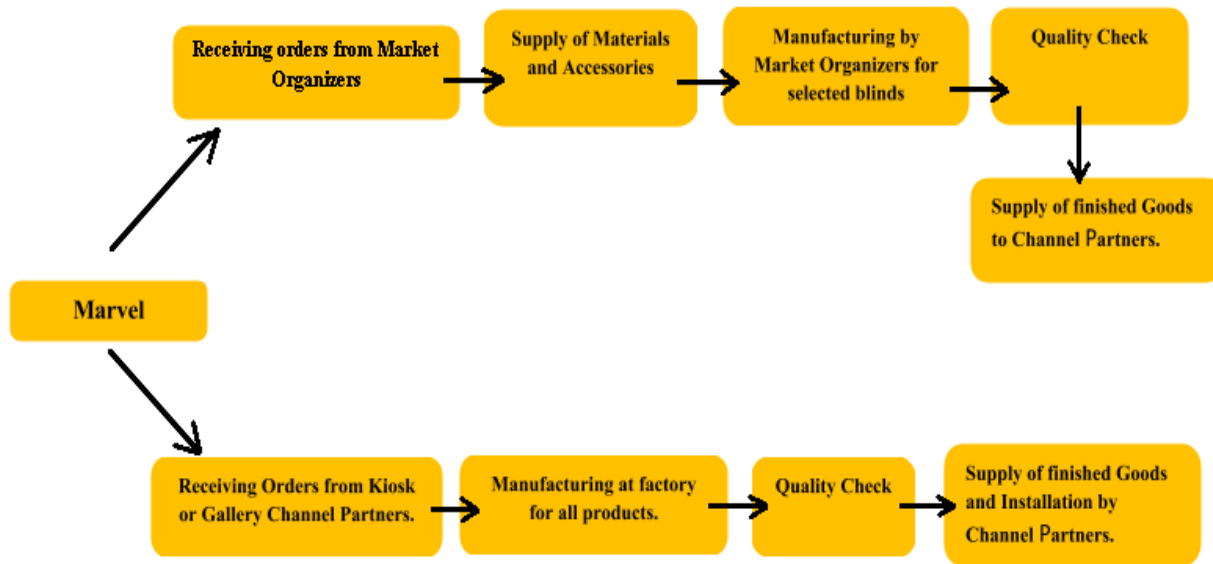 Receiving orders from Market
Organizers
Supply of Materials
and Accessories
Manufacturing by
Market Organizers for
selected blinds
Quality Check
Supply of finished Goods
to Channel Partners.
Marvel
Receiving Orders from Kiosk
or Gallery Channel Partners.
Manufacturing at factory
for all products.
Quality Check
Supply of finished Goods
and Installation by
Channel Partners.